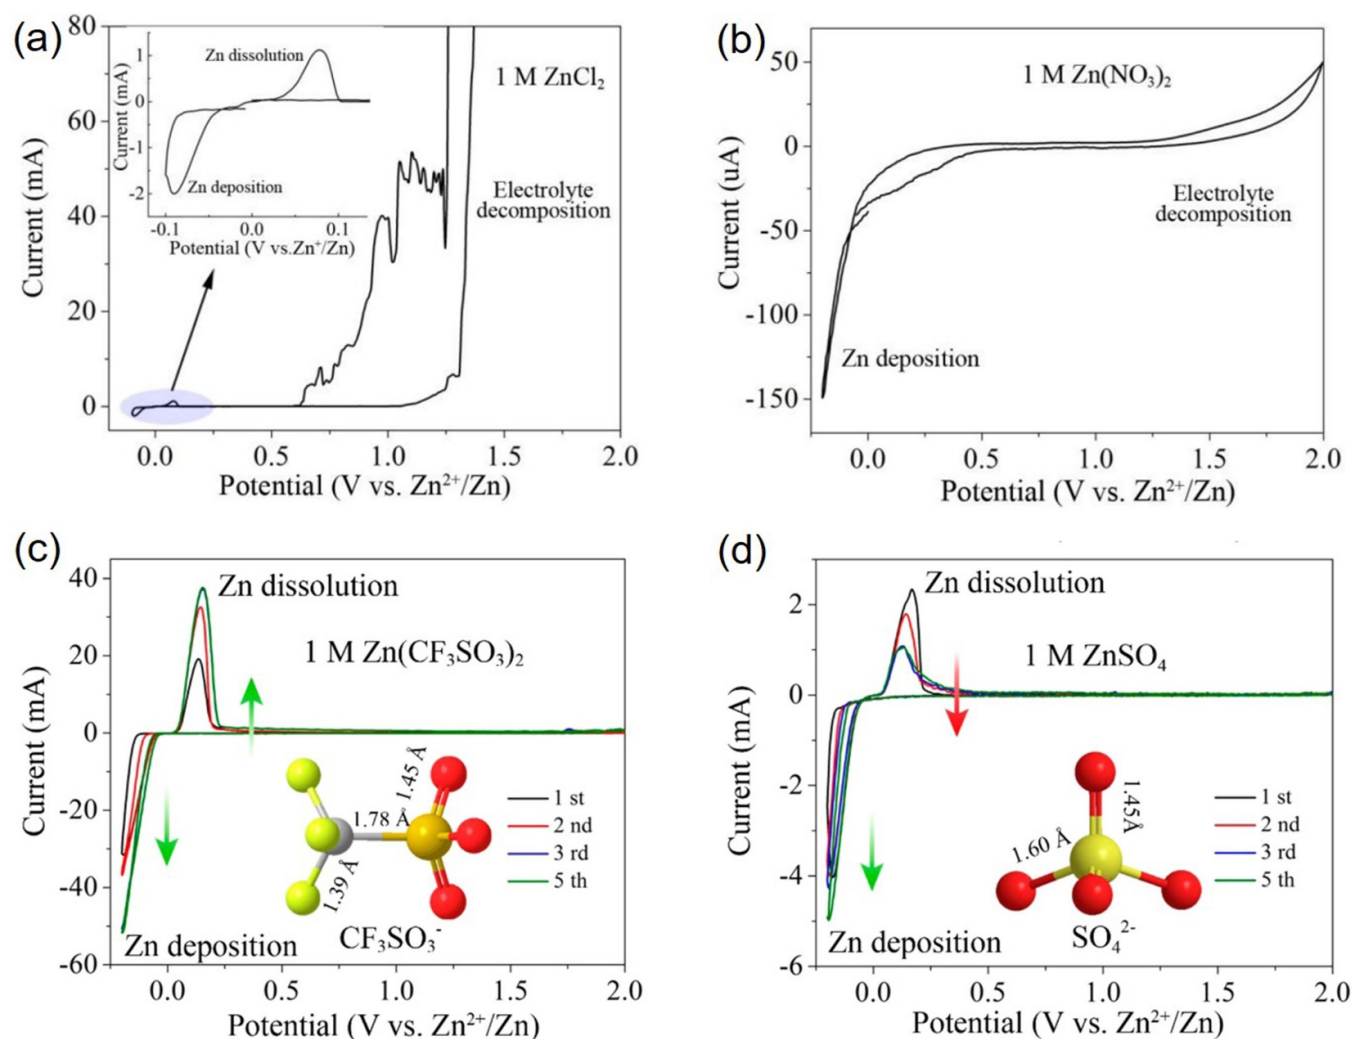 (a)
80
60
40
20
0
Current (mA)
1
0
-1
-2
Current (mA)
Zn dissolution
Zn deposition
-0.1 0.0 0.1
Potential (V vs.Zn⁺/Zn)
1 M ZnCl₂
Electrolyte
decomposition
0.0 0.5 1.0 1.5 2.0
Potential (V vs. Zn²⁺/Zn)
(b)
50
0
-50
-100
-150
Current (uA)
1 M Zn(NO₃)₂
Electrolyte
decomposition
Zn deposition
0.0 0.5 1.0 1.5 2.0
Potential (V vs. Zn²⁺/Zn)
(c)
40
20
0
-20
-40
-60
Current (mA)
Zn dissolution
1 M Zn(CF₃SO₃)₂
1.45 Å
1.78 Å
1.39 Å
CF₃SO₃⁻
1 st
2 nd
3 rd
5 th
Zn deposition
0.0 0.5 1.0 1.5 2.0
Potential (V vs. Zn²⁺/Zn)
(d)
2
0
-2
-4
-6
Current (mA)
Zn dissolution
1 M ZnSO₄
1.45Å
1.60 Å
SO₄²⁻
1 st
2 nd
3 rd
5 th
Zn deposition
0.0 0.5 1.0 1.5 2.0
Potential (V vs. Zn²⁺/Zn)